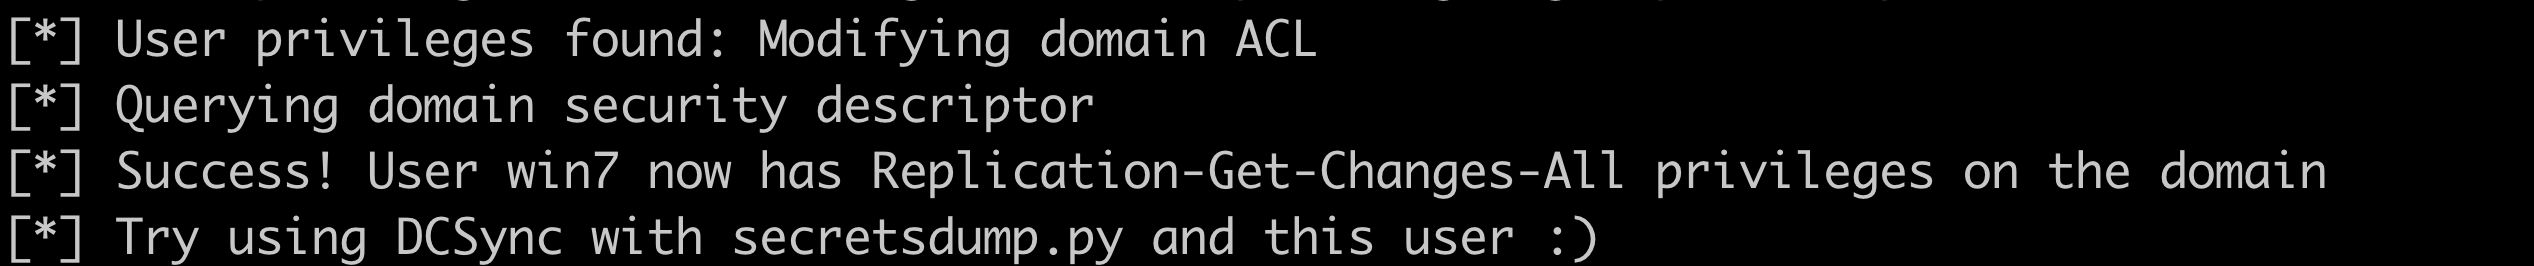 [*] User privileges found: Modifying domain ACL
[*] Querying domain security descriptor
[*] Success! User win7 now has Replication-Get-Changes-All privileges on the domain
[*] Try using DCSync with secretsdump.py and this user :)